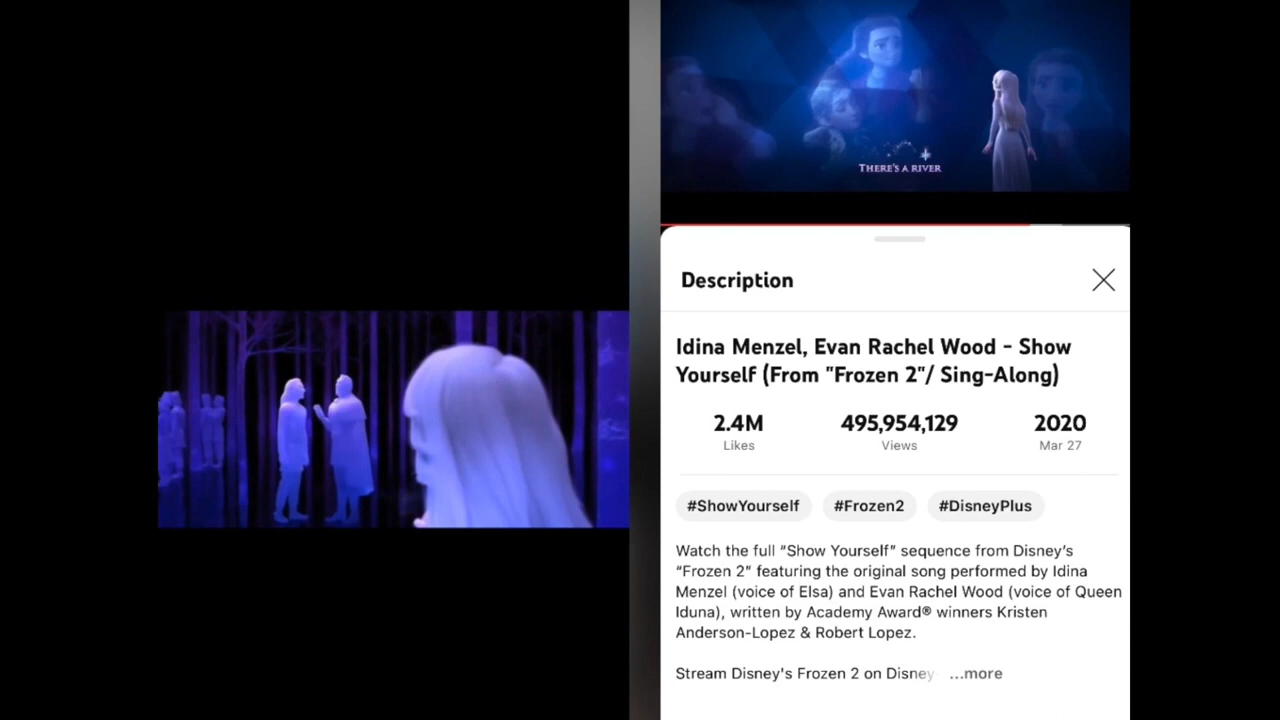 THERE'S A RIVER
Description
Idina Menzel, Evan Rachel Wood - Show
Yourself (From "Frozen 2"/ Sing-Along)
2.4M 495,954,129 2020
Likes Views Mar 27
#ShowYourself #Frozen2 #DisneyPlus
Watch the full “Show Yourself” sequence from Disney’s
“Frozen 2” featuring the original song performed by Idina
Menzel (voice of Elsa) and Evan Rachel Wood (voice of Queen
Iduna), written by Academy Award® winners Kristen
Anderson-Lopez & Robert Lopez.
Stream Disney's Frozen 2 on Disney ...more